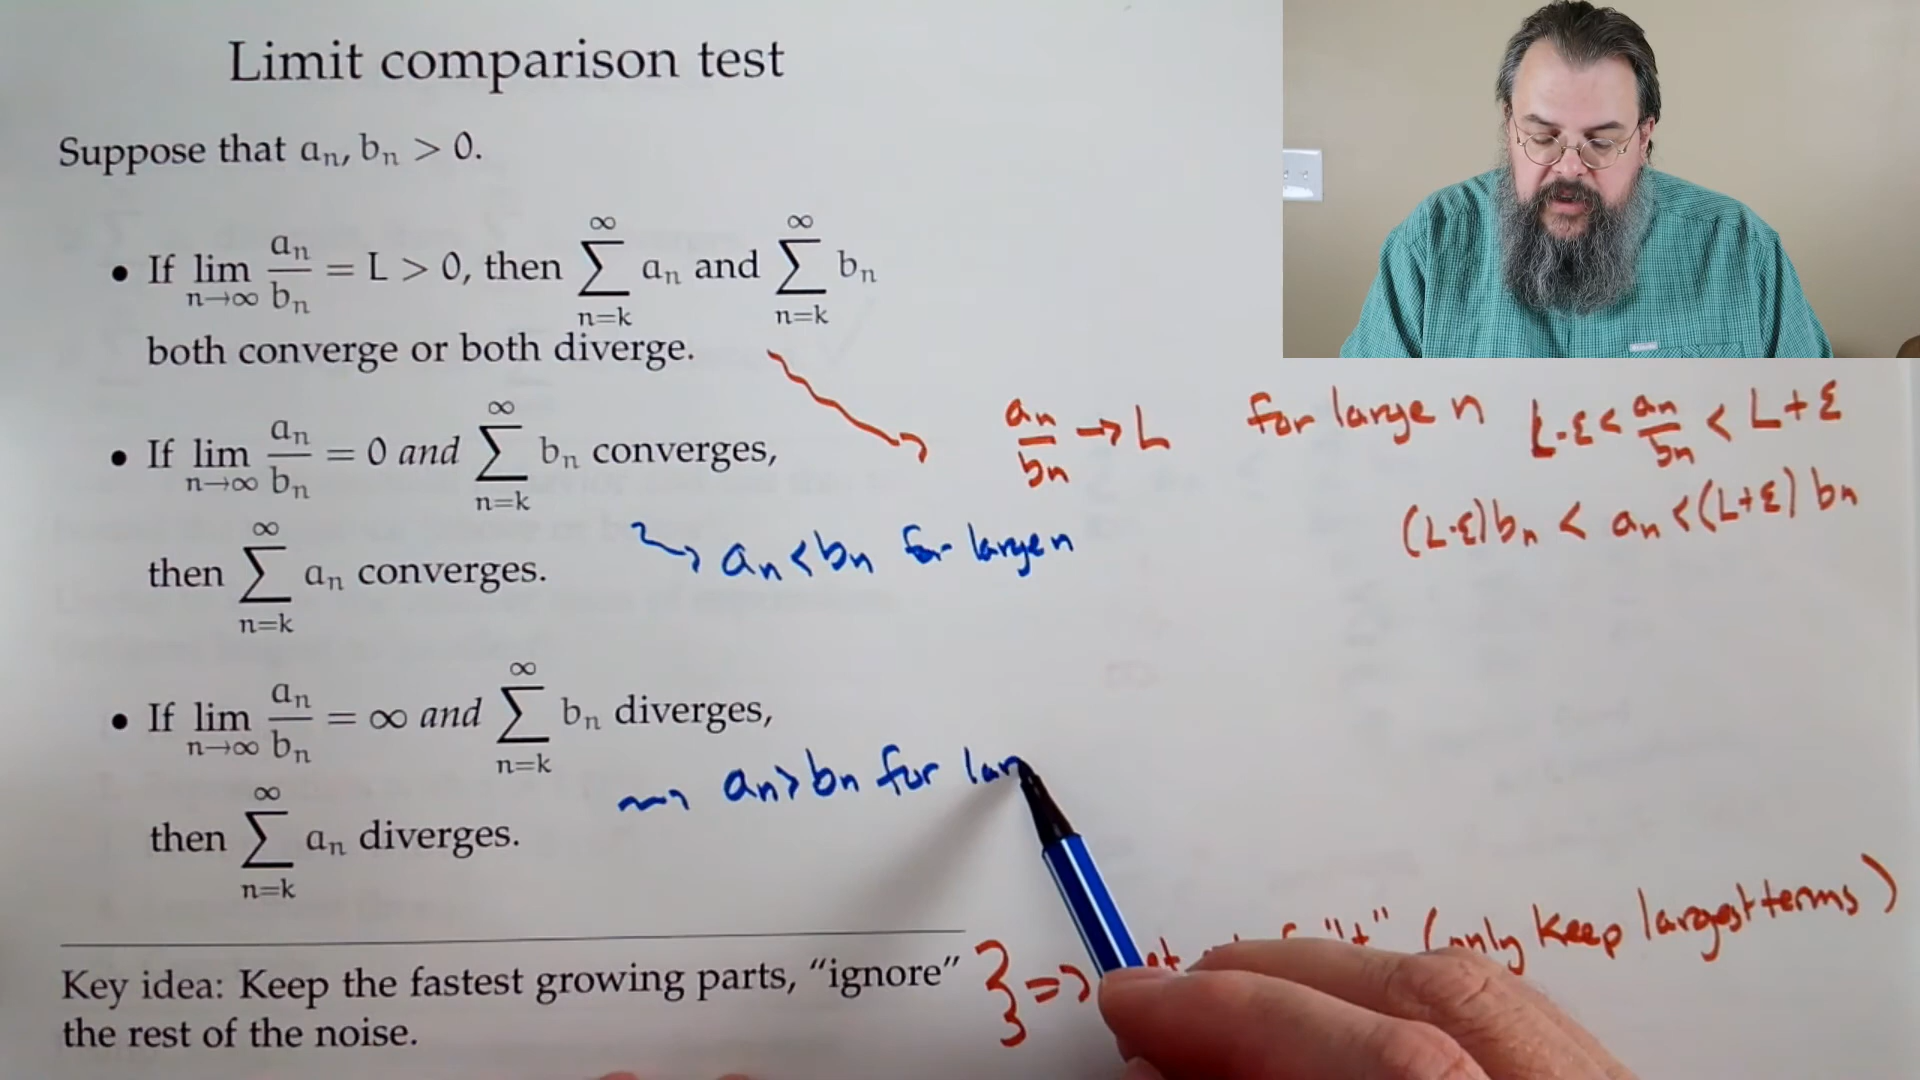 Limit comparison test
Suppose that aₙ, bₙ > 0.
• If lim n→∞ aₙ/bₙ = L > 0, then ∑_{n=k}^{∞} aₙ and ∑_{n=k}^{∞} bₙ
both converge or both diverge.
aₙ/bₙ → L for large n L-ε < aₙ/bₙ < L+ε
(L-ε)bₙ < aₙ < (L+ε) bₙ
• If lim n→∞ aₙ/bₙ = 0 and ∑_{n=k}^{∞} bₙ converges,
then ∑_{n=k}^{∞} aₙ converges.
aₙ < bₙ for large n
• If lim n→∞ aₙ/bₙ = ∞ and ∑_{n=k}^{∞} bₙ diverges,
then ∑_{n=k}^{∞} aₙ diverges.
aₙ > bₙ for lar
Key idea: Keep the fastest growing parts, “ignore”
the rest of the noise.
} ⇒ (only keep largest terms)